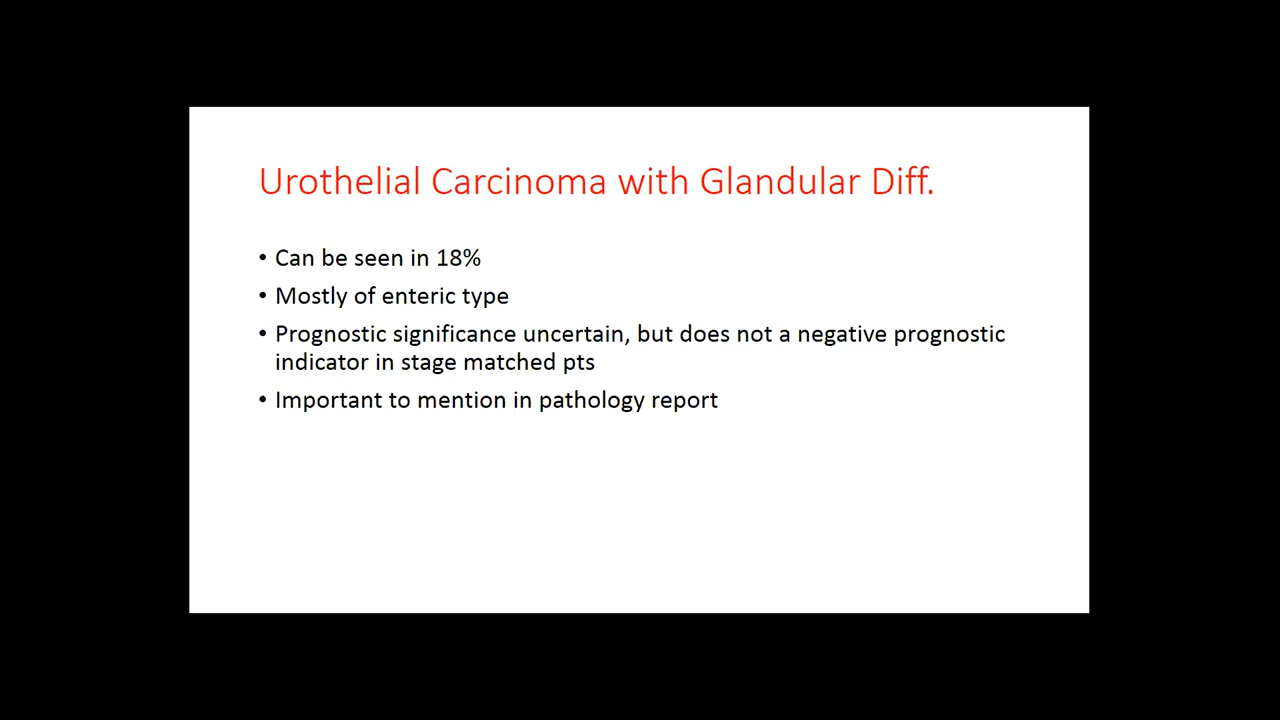 Urothelial Carcinoma with Glandular Diff.
• Can be seen in 18%
• Mostly of enteric type
• Prognostic significance uncertain, but does not a negative prognostic
indicator in stage matched pts
• Important to mention in pathology report